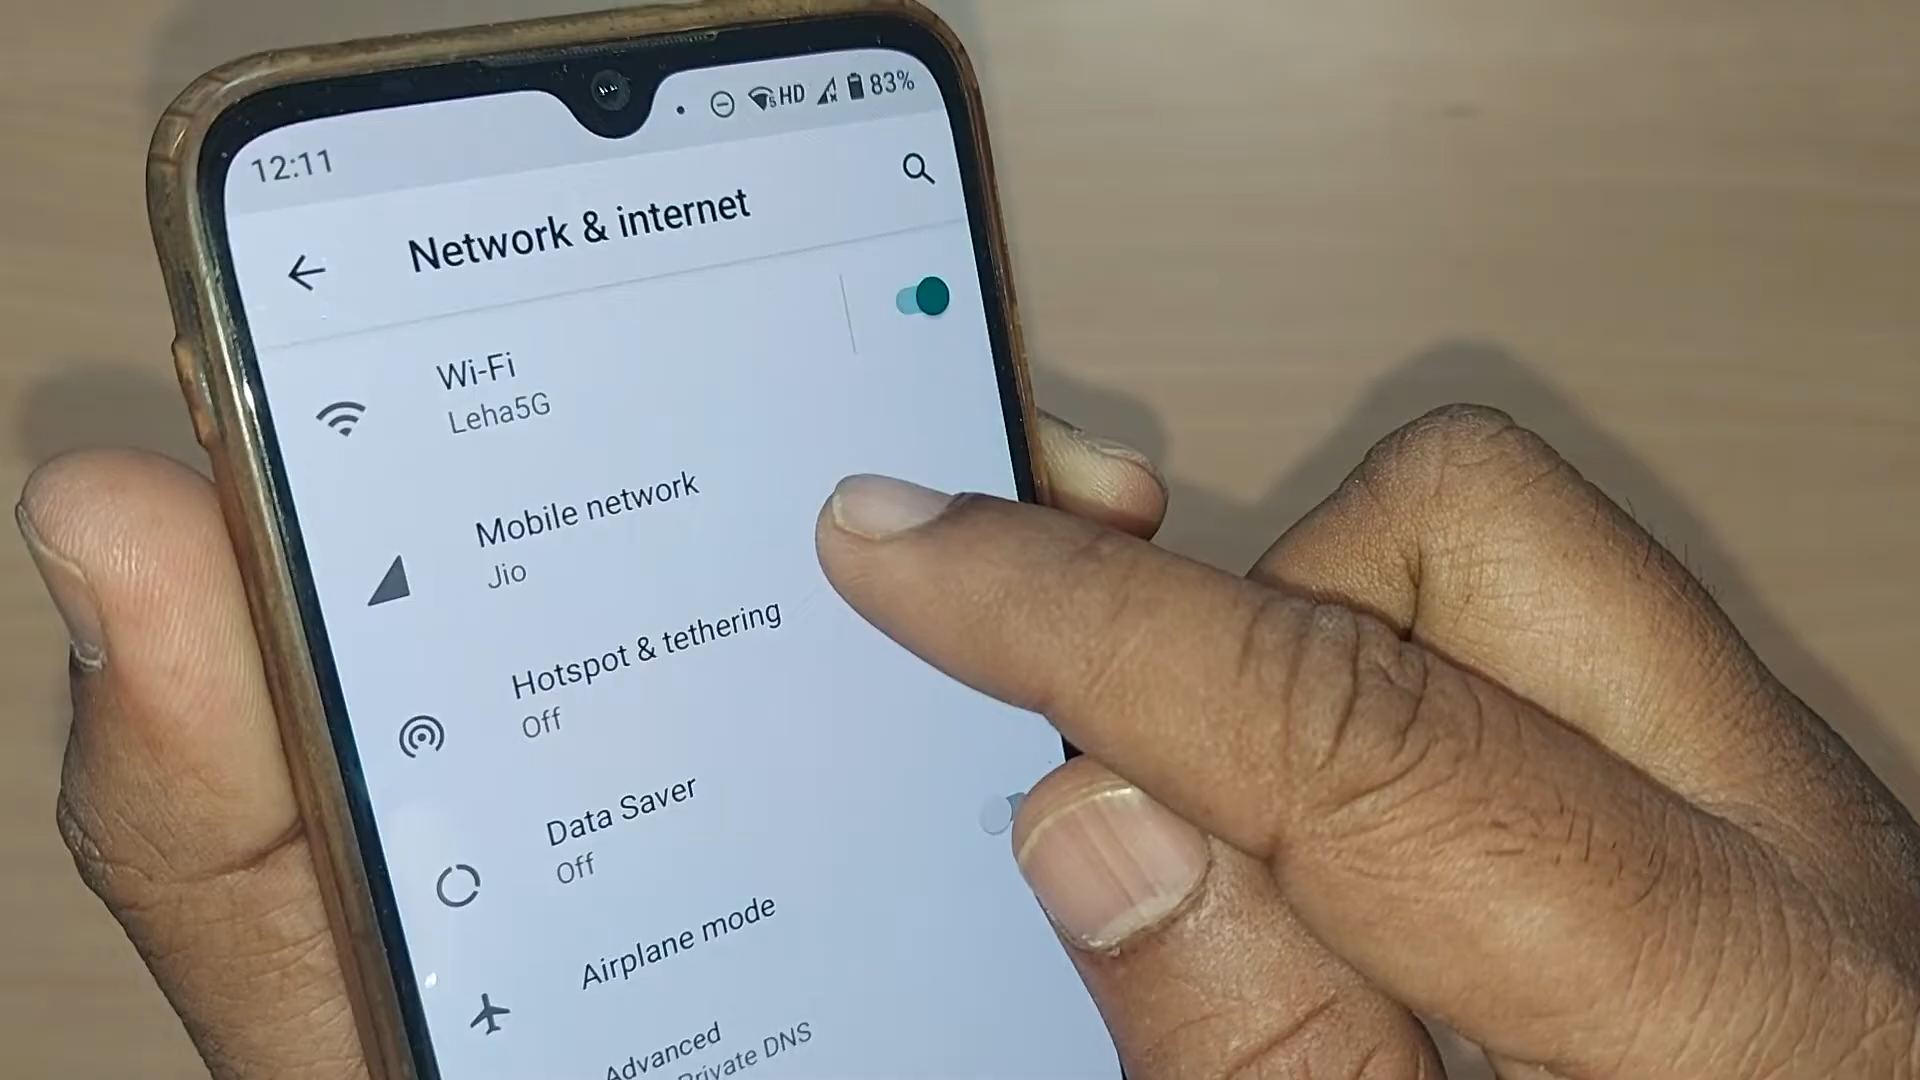 12:11 HD 83%
Network & internet
Wi-Fi
Leha5G
Mobile network
Jio
Hotspot & tethering
Off
Data Saver
Off
Airplane mode
Advanced
Private DNS